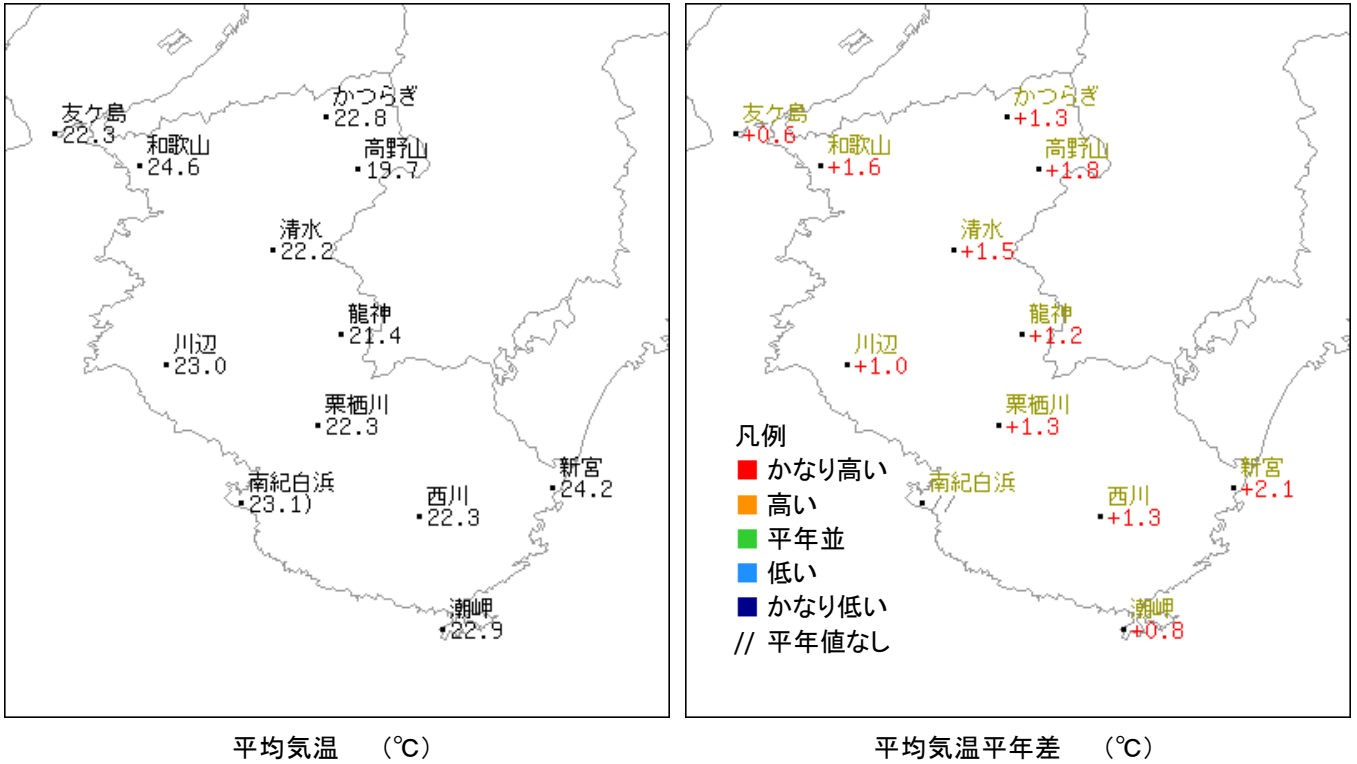 友ケ島
22.3
かつらぎ
22.8
和歌山
24.6
高野山
19.7
清水
22.2
龍神
21.4
川辺
23.0
栗栖川
22.3
南紀白浜
23.1)
西川
22.3
新宮
24.2
潮岬
22.9
平均気温 (℃)
友ケ島
+0.6
かつらぎ
+1.3
和歌山
+1.6
高野山
+1.8
清水
+1.5
龍神
+1.2
川辺
+1.0
栗栖川
+1.3
南紀白浜
//
西川
+1.3
新宮
+2.1
潮岬
+0.8
凡例
かなり高い
高い
平年並
低い
かなり低い
// 平年値なし
平均気温平年差 (℃)